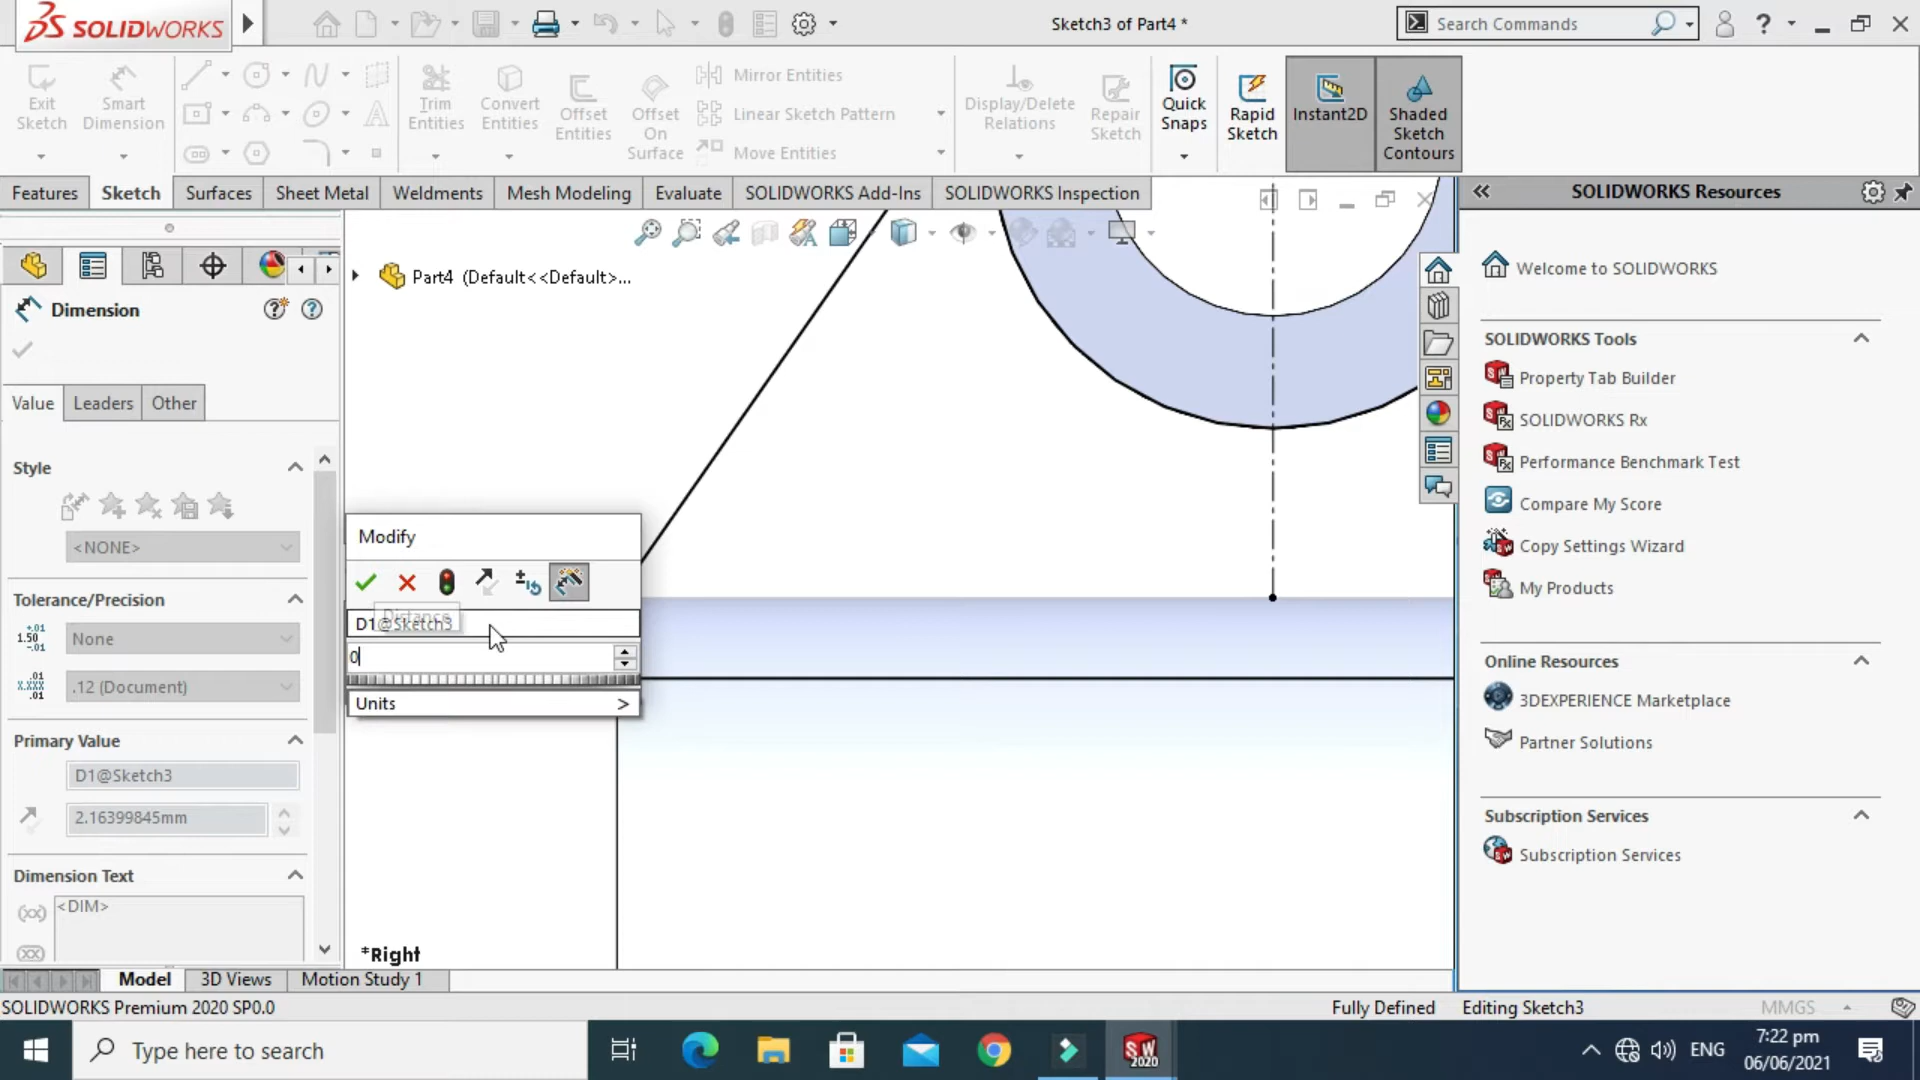 SOLIDWORKS
Sketch3 of Part4 *
Search Commands
Exit Sketch
Smart Dimension
Trim Entities
Convert Entities
Offset Entities
Offset On Surface
Mirror Entities
Linear Sketch Pattern
Move Entities
Display/Delete Relations
Repair Sketch
Quick Snaps
Rapid Sketch
Instant2D
Shaded Sketch Contours
Features
Sketch
Surfaces
Sheet Metal
Weldments
Mesh Modeling
Evaluate
SOLIDWORKS Add-Ins
SOLIDWORKS Inspection
SOLIDWORKS Resources
Part4 (Default<<Default>...
Dimension
Value
Leaders
Other
Style
<NONE>
Tolerance/Precision
None
.12 (Document)
Primary Value
D1@Sketch3
2.16399845mm
Dimension Text
<DIM>
Modify
Distance
D1@Sketch3
0
Units >
*Right
Welcome to SOLIDWORKS
SOLIDWORKS Tools
Property Tab Builder
SOLIDWORKS Rx
Performance Benchmark Test
Compare My Score
Copy Settings Wizard
My Products
Online Resources
3DEXPERIENCE Marketplace
Partner Solutions
Subscription Services
Subscription Services
Model
3D Views
Motion Study 1
SOLIDWORKS Premium 2020 SP0.0
Fully Defined
Editing Sketch3
MMGS
Type here to search
SW 2020
ENG
7:22 pm
06/06/2021